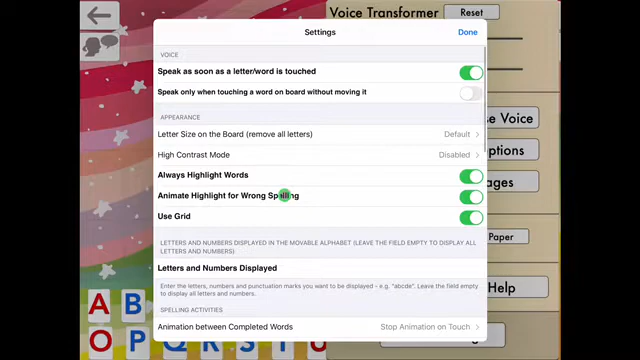 Voice Transformer
Reset
Settings
Done
VOICE
Speak as soon as a letter/word is touched
Speak only when touching a word on board without moving it
APPEARANCE
Letter Size on the Board (remove all letters)
Default
High Contrast Mode
Disabled
Always Highlight Words
Animate Highlight for Wrong Spelling
Use Grid
LETTERS AND NUMBERS DISPLAYED IN THE MOVABLE ALPHABET (LEAVE THE FIELD EMPTY TO DISPLAY ALL
LETTERS AND NUMBERS)
Letters and Numbers Displayed
Enter the letters, numbers and punctuation marks you want to be displayed - e.g. "abcde". Leave the field empty
to display all letters and numbers.
SPELLING ACTIVITIES
Animation between Completed Words
Stop Animation on Touch
Voice
Paper
Help
A B
O P Q R S T U